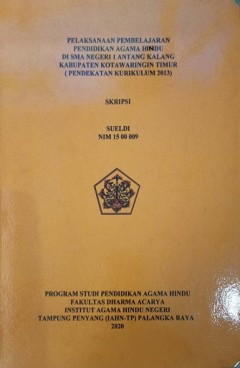 PELAKSANAAN PEMBELAJARAN
PENDIDIKAN AGAMA HINDU
DI SMA NEGERI 1 ANTANG KALANG
KABUPATEN KOTAWARINGIN TIMUR
( PENDEKATAN KURIKULUM 2013)
SKRIPSI
SUELDI
NIM 15 00 009
PROGRAM STUDI PENDIDIKAN AGAMA HINDU
FAKULTAS DHARMA ACARYA
INSTITUT AGAMA HINDU NEGERI
TAMPUNG PENYANG (IAHN-TP) PALANGKA RAYA
2020